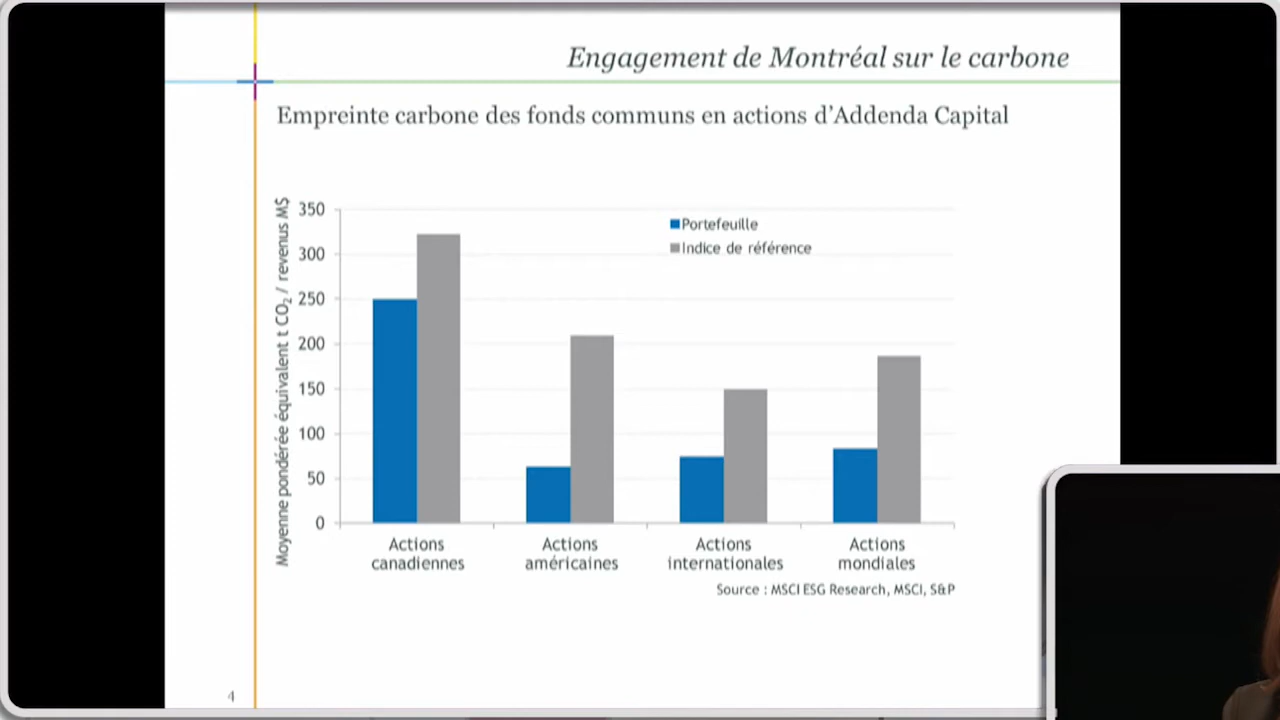 Engagement de Montréal sur le carbone
Empreinte carbone des fonds communs en actions d’Addenda Capital
Moyenne pondérée équivalent t CO₂ / revenus M$
350
300
250
200
150
100
50
0
Portefeuille
Indice de référence
Actions
canadiennes
Actions
américaines
Actions
internationales
Actions
mondiales
Source : MSCI ESG Research, MSCI, S&P
4